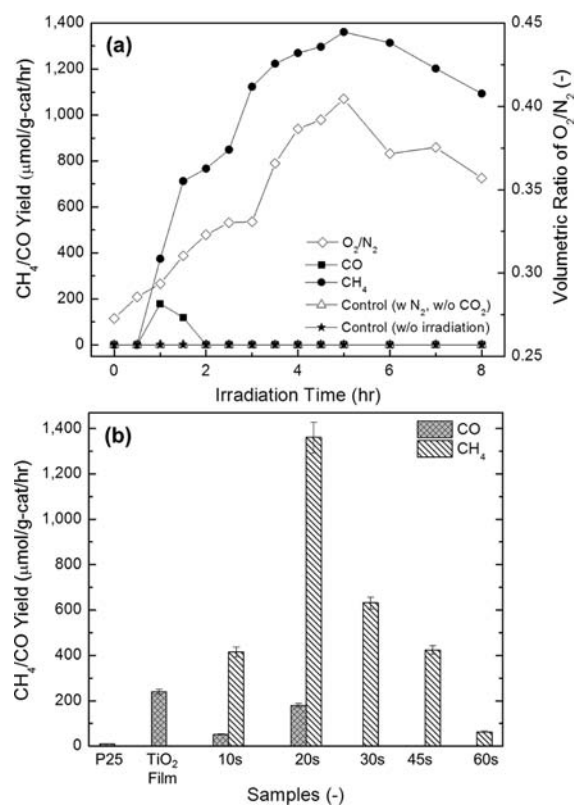 (a)
1,400
1,200
1,000
800
600
400
200
0
CH₄/CO Yield (μmol/g-cat/hr)
0.40
0.35
0.30
0.25
Volumetric Ratio of O₂/N₂ (-)
O₂/N₂
CO
CH₄
Control (w N₂, w/o CO₂)
Control (w/o irradiation)
0 2 4 6 8
Irradiation Time (hr)
(b)
CO
CH₄
1,400
1,200
1,000
800
600
400
200
0
CH₄/CO Yield (μmol/g-cat/hr)
P25 TiO₂ 10s 20s 30s 45s 60s
Film
Samples (-)